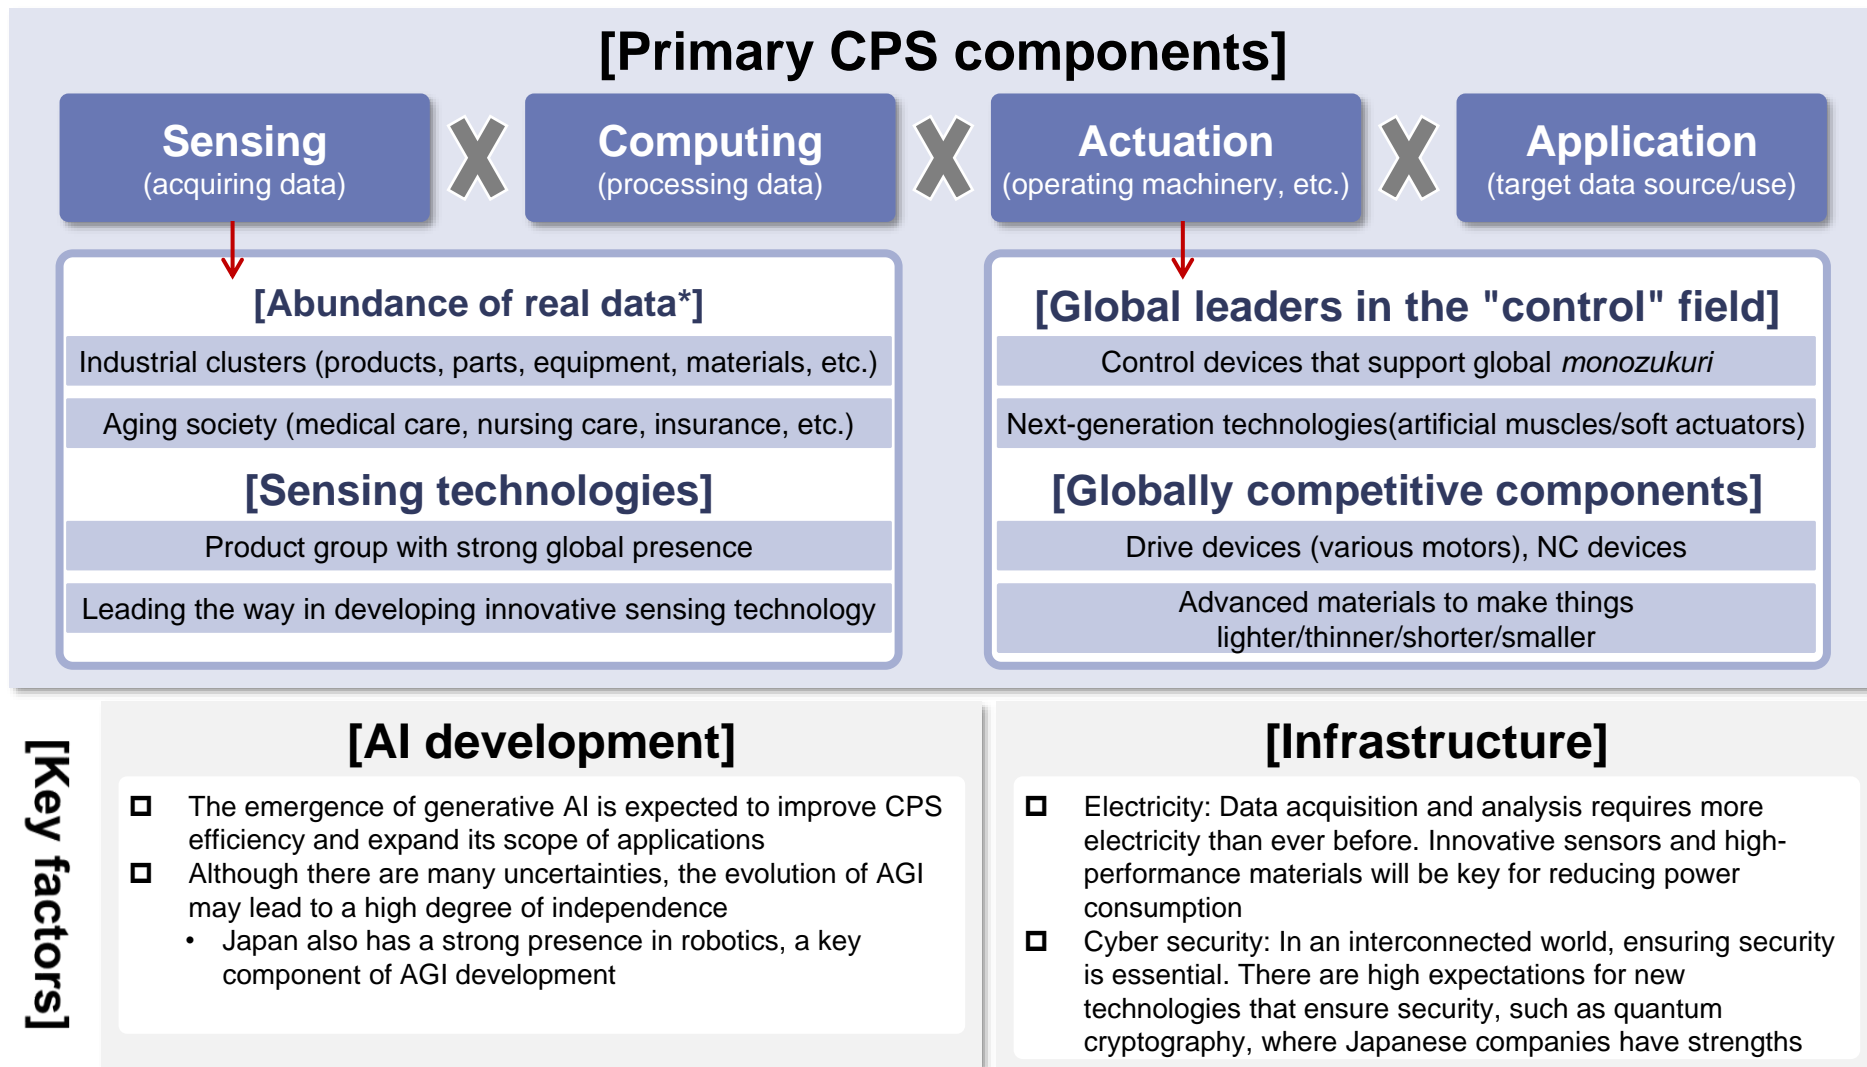 [Primary CPS components]
Sensing
(acquiring data)
Computing
(processing data)
Actuation
(operating machinery, etc.)
Application
(target data source/use)
[Abundance of real data*]
Industrial clusters (products, parts, equipment, materials, etc.)
Aging society (medical care, nursing care, insurance, etc.)
[Sensing technologies]
Product group with strong global presence
Leading the way in developing innovative sensing technology
[Global leaders in the "control" field]
Control devices that support global monozukuri
Next-generation technologies(artificial muscles/soft actuators)
[Globally competitive components]
Drive devices (various motors), NC devices
Advanced materials to make things
lighter/thinner/shorter/smaller
[Key factors]
[AI development]
The emergence of generative AI is expected to improve CPS
efficiency and expand its scope of applications
Although there are many uncertainties, the evolution of AGI
may lead to a high degree of independence
• Japan also has a strong presence in robotics, a key
component of AGI development
[Infrastructure]
Electricity: Data acquisition and analysis requires more
electricity than ever before. Innovative sensors and high-
performance materials will be key for reducing power
consumption
Cyber security: In an interconnected world, ensuring security
is essential. There are high expectations for new
technologies that ensure security, such as quantum
cryptography, where Japanese companies have strengths